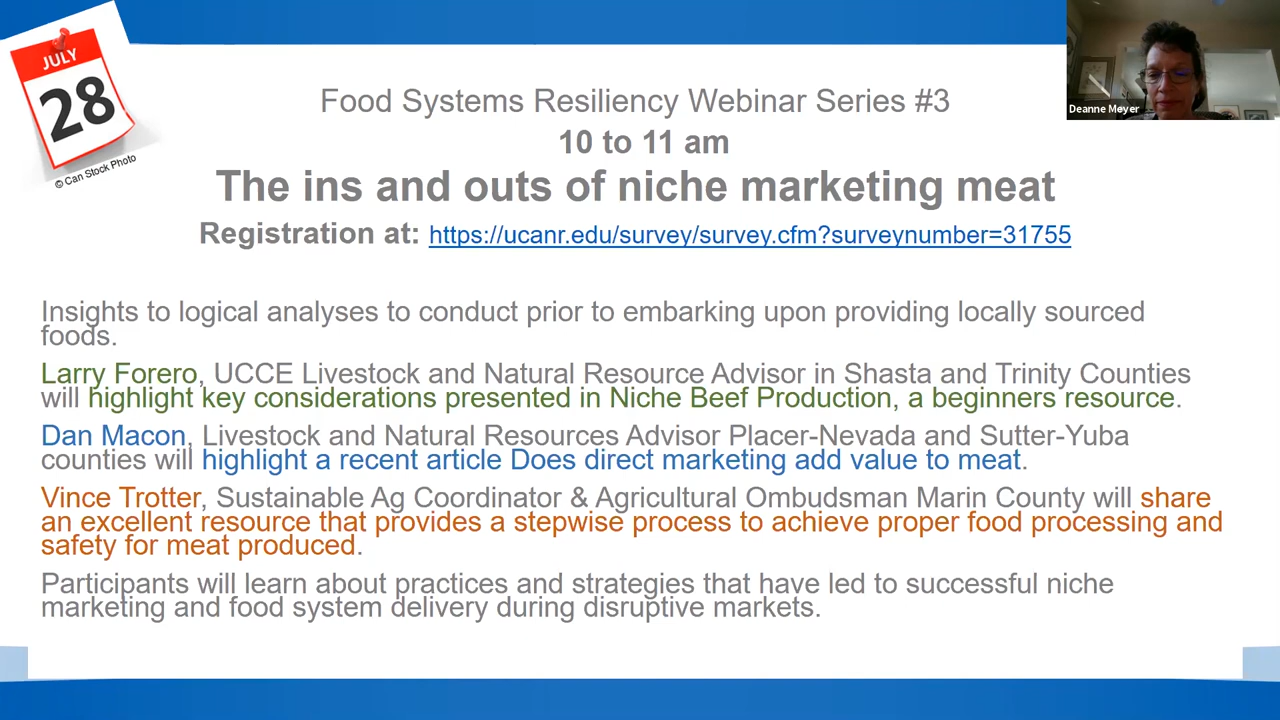 JULY
28
© Can Stock Photo
Deanne Meyer
Food Systems Resiliency Webinar Series #3
10 to 11 am
The ins and outs of niche marketing meat
Registration at: https://ucanr.edu/survey/survey.cfm?surveynumber=31755
Insights to logical analyses to conduct prior to embarking upon providing locally sourced
foods.
Larry Forero, UCCE Livestock and Natural Resource Advisor in Shasta and Trinity Counties
will highlight key considerations presented in Niche Beef Production, a beginners resource.
Dan Macon, Livestock and Natural Resources Advisor Placer-Nevada and Sutter-Yuba
counties will highlight a recent article Does direct marketing add value to meat.
Vince Trotter, Sustainable Ag Coordinator & Agricultural Ombudsman Marin County will share
an excellent resource that provides a stepwise process to achieve proper food processing and
safety for meat produced.
Participants will learn about practices and strategies that have led to successful niche
marketing and food system delivery during disruptive markets.